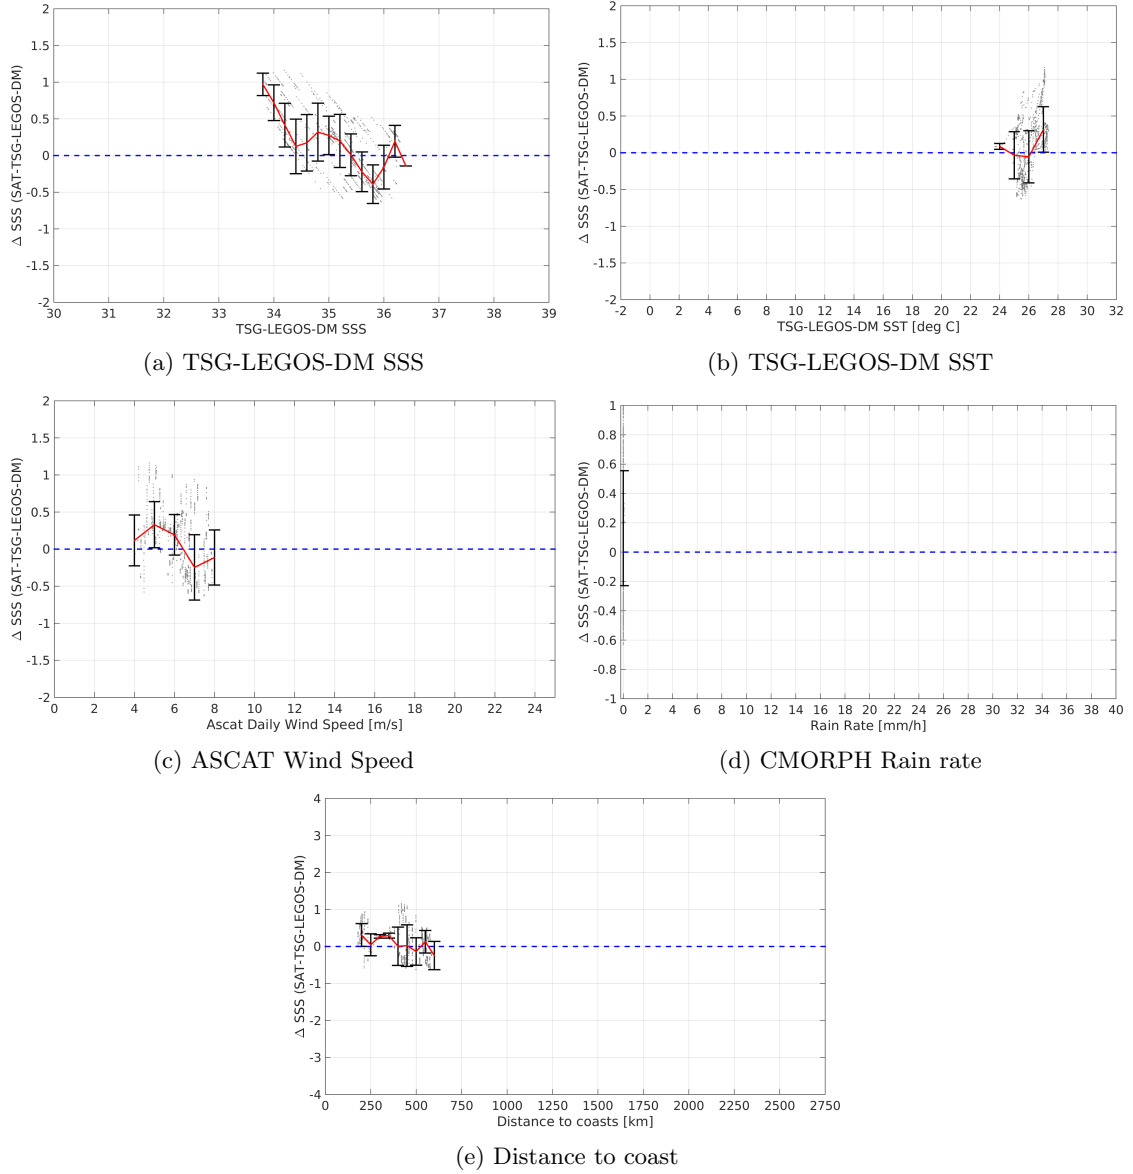 2
1.5
1
0.5
0
-0.5
-1
-1.5
-2
Δ SSS (SAT-TSG-LEGOS-DM)
30 31 32 33 34 35 36 37 38 39
TSG-LEGOS-DM SSS
(a) TSG-LEGOS-DM SSS
2
1.5
1
0.5
0
-0.5
-1
-1.5
-2
Δ SSS (SAT-TSG-LEGOS-DM)
-2 0 2 4 6 8 10 12 14 16 18 20 22 24 26 28 30 32
TSG-LEGOS-DM SST [deg C]
(b) TSG-LEGOS-DM SST
2
1.5
1
0.5
0
-0.5
-1
-1.5
-2
Δ SSS (SAT-TSG-LEGOS-DM)
0 2 4 6 8 10 12 14 16 18 20 22 24
Ascat Daily Wind Speed [m/s]
(c) ASCAT Wind Speed
1
0.8
0.6
0.4
0.2
0
-0.2
-0.4
-0.6
-0.8
-1
Δ SSS (SAT-TSG-LEGOS-DM)
0 2 4 6 8 10 12 14 16 18 20 22 24 26 28 30 32 34 36 38 40
Rain Rate [mm/h]
(d) CMORPH Rain rate
4
3
2
1
0
-1
-2
-3
-4
Δ SSS (SAT-TSG-LEGOS-DM)
0 250 500 750 1000 1250 1500 1750 2000 2250 2500 2750
Distance to coasts [km]
(e) Distance to coast